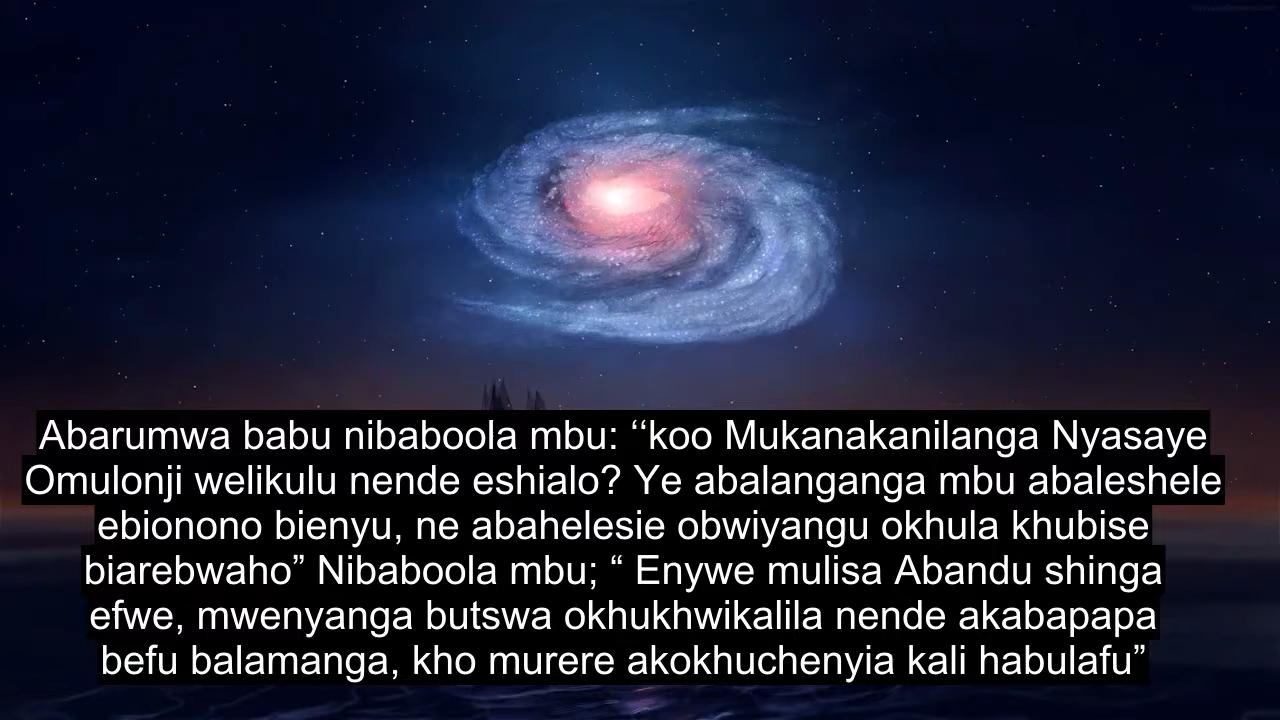 Abarumwa babu nibaboola mbu: ‘‘koo Mukanakanilanga Nyasaye
Omulonji welikulu nende eshialo? Ye abalanganga mbu abaleshele
ebionono bienyu, ne abahelesie obwiyangu okhula khubise
biarebwaho” Nibaboola mbu; “ Enywe mulisa Abandu shinga
efwe, mwenyanga butswa okhukhwikalila nende akabapapa
befu balamanga, kho murere akokhuchenyia kali habulafu”